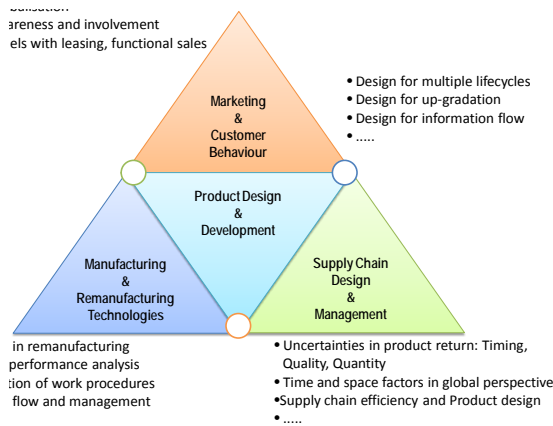 areness and involvement
els with leasing, functional sales
Marketing
&
Customer
Behaviour
• Design for multiple lifecycles
• Design for up-gradation
• Design for information flow
• .....
Product Design
&
Development
Manufacturing
&
Remanufacturing
Technologies
Supply Chain
Design
&
Management
in remanufacturing
performance analysis
tion of work procedures
flow and management
• Uncertainties in product return: Timing,
Quality, Quantity
• Time and space factors in global perspective
•Supply chain efficiency and Product design
• .....